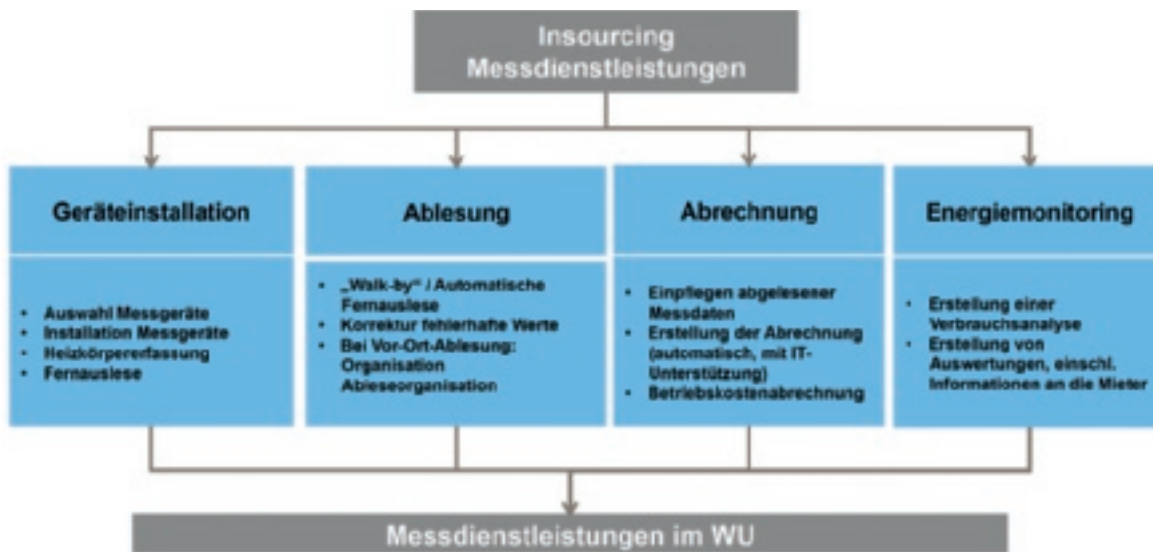 Insourcing
Messdienstleistungen
Geräteinstallation
• Auswahl Messgeräte
• Installation Messgeräte
• Heizkörpererfassung
• Fernauslese
Ablesung
• „Walk-by“ / Automatische
Fernauslese
• Korrektur fehlerhafte Werte
• Bei Vor-Ort-Ablesung:
Organisation
Ableseorganisation
Abrechnung
• Einpflegen abgelesener
Messdaten
• Erstellung der Abrechnung
(automatisch, mit IT-
Unterstützung)
• Betriebskostenabrechnung
Energiemonitoring
• Erstellung einer
Verbrauchsanalyse
• Erstellung von
Auswertungen, einschl.
Informationen an die Mieter
Messdienstleistungen im WU